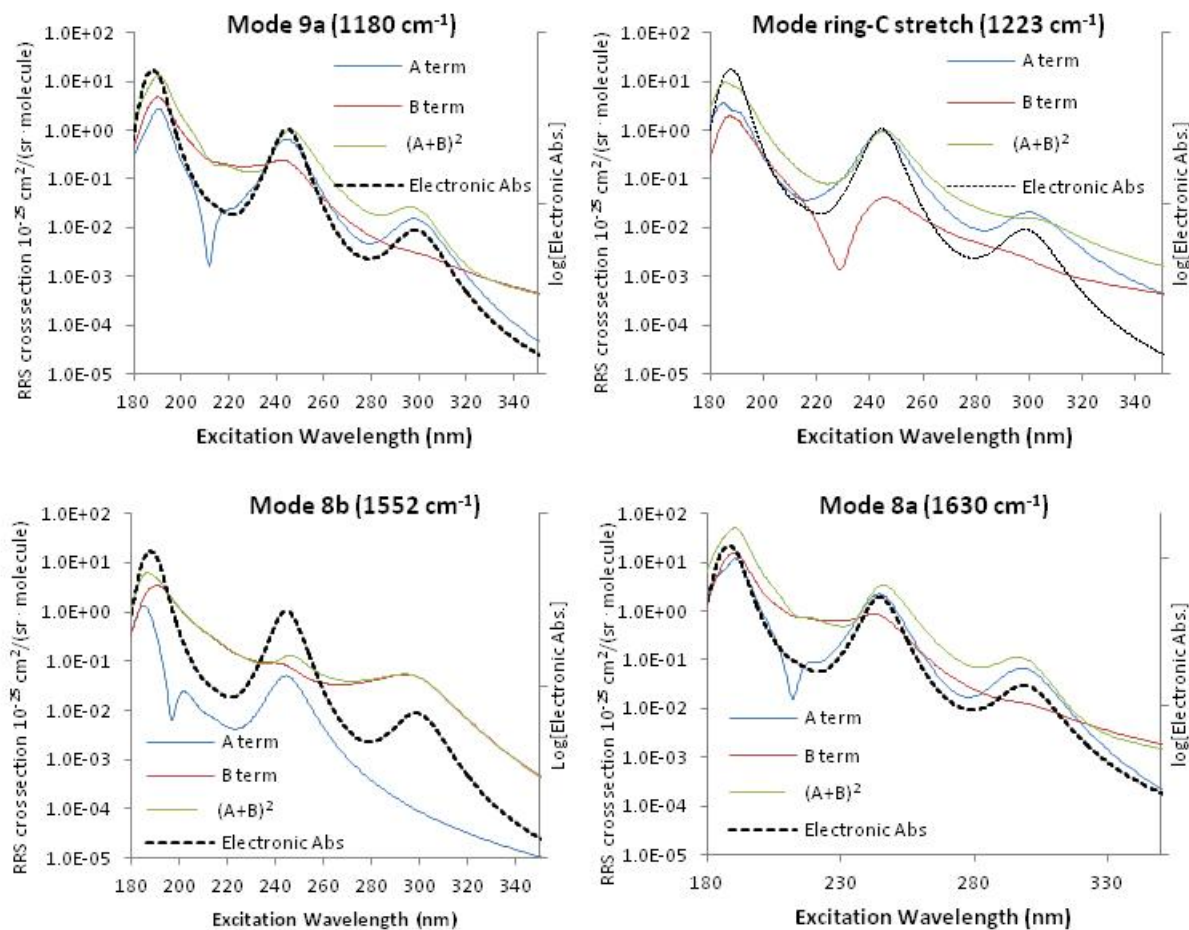 Mode 9a (1180 cm⁻¹)
RRS crosssection 10⁻²⁵ cm²/(sr · molecule)
1.0E+02
1.0E+01
1.0E+00
1.0E-01
1.0E-02
1.0E-03
1.0E-04
1.0E-05
A term
B term
(A+B)²
Electronic Abs
log[Electronic Abs.]
180 200 220 240 260 280 300 320 340
Excitation Wavelength (nm)
Mode ring-C stretch (1223 cm⁻¹)
RRS crosssection 10⁻²⁵ cm²/(sr · molecule)
1.0E+02
1.0E+01
1.0E+00
1.0E-01
1.0E-02
1.0E-03
1.0E-04
1.0E-05
A term
B term
(A+B)²
Electronic Abs
log[Electronic Abs.]
180 200 220 240 260 280 300 320 340
Excitation Wavelength (nm)
Mode 8b (1552 cm⁻¹)
RRS crosssection 10⁻²⁵ cm²/(sr · molecule)
1.0E+02
1.0E+01
1.0E+00
1.0E-01
1.0E-02
1.0E-03
1.0E-04
1.0E-05
A term
B term
(A+B)²
Electronic Abs
Log[Electronic Abs.]
180 200 220 240 260 280 300 320 340
Excitation Wavelength (nm)
Mode 8a (1630 cm⁻¹)
RRS crosssection 10⁻²⁵ cm²/(sr · molecule)
1.0E+02
1.0E+01
1.0E+00
1.0E-01
1.0E-02
1.0E-03
1.0E-04
1.0E-05
A term
B term
(A+B)²
Electronic Abs
log[Electronic Abs.]
180 230 280 330
Excitation Wavelength (nm)